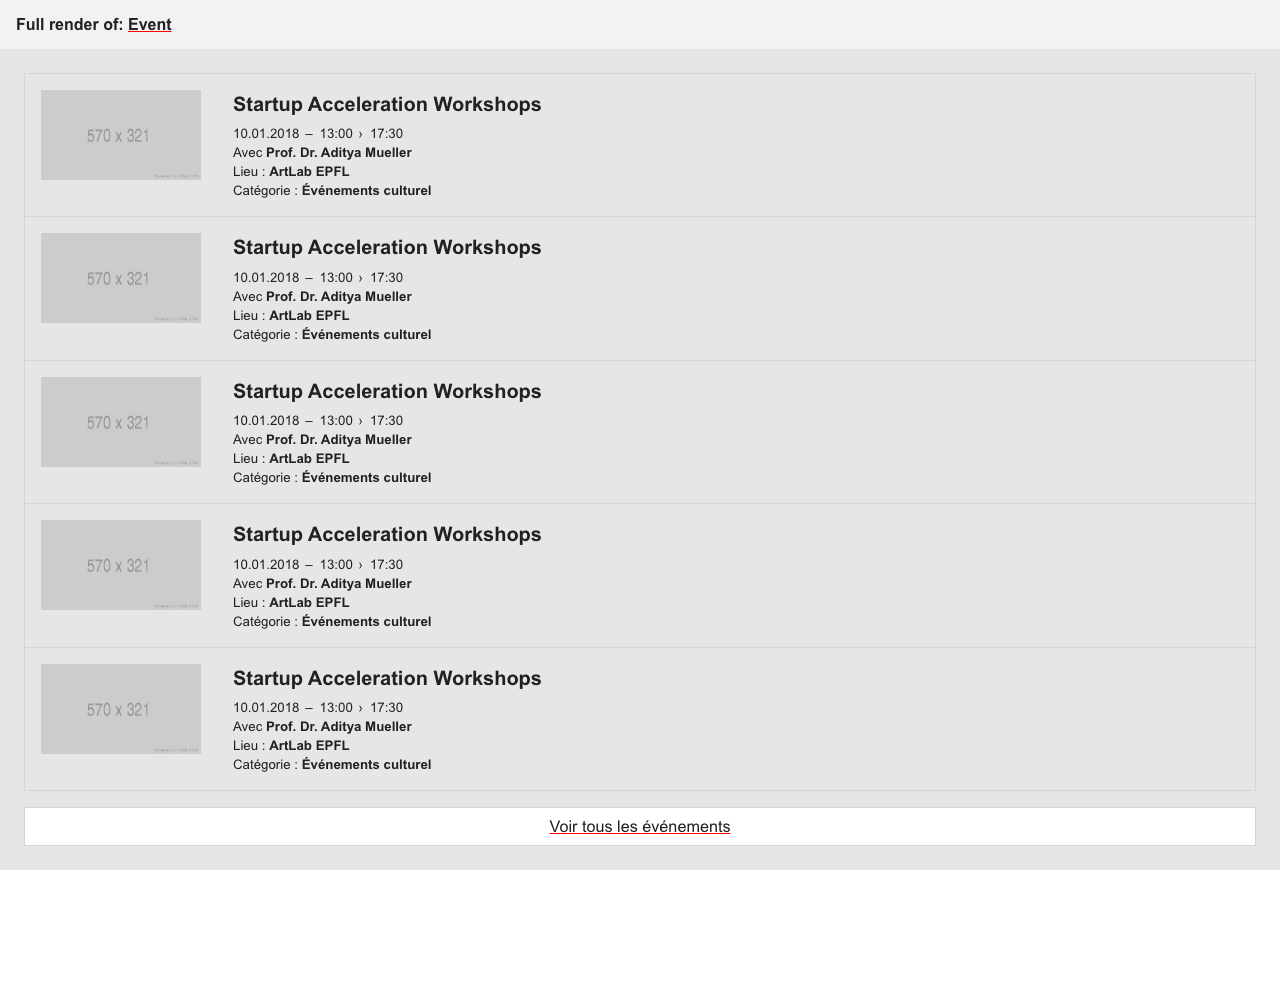 Full render of: Event
570 x 321
Startup Acceleration Workshops
10.01.2018 – 13:00 › 17:30
Avec Prof. Dr. Aditya Mueller
Lieu : ArtLab EPFL
Catégorie : Événements culturel
570 x 321
Startup Acceleration Workshops
10.01.2018 – 13:00 › 17:30
Avec Prof. Dr. Aditya Mueller
Lieu : ArtLab EPFL
Catégorie : Événements culturel
570 x 321
Startup Acceleration Workshops
10.01.2018 – 13:00 › 17:30
Avec Prof. Dr. Aditya Mueller
Lieu : ArtLab EPFL
Catégorie : Événements culturel
570 x 321
Startup Acceleration Workshops
10.01.2018 – 13:00 › 17:30
Avec Prof. Dr. Aditya Mueller
Lieu : ArtLab EPFL
Catégorie : Événements culturel
570 x 321
Startup Acceleration Workshops
10.01.2018 – 13:00 › 17:30
Avec Prof. Dr. Aditya Mueller
Lieu : ArtLab EPFL
Catégorie : Événements culturel
Voir tous les événements